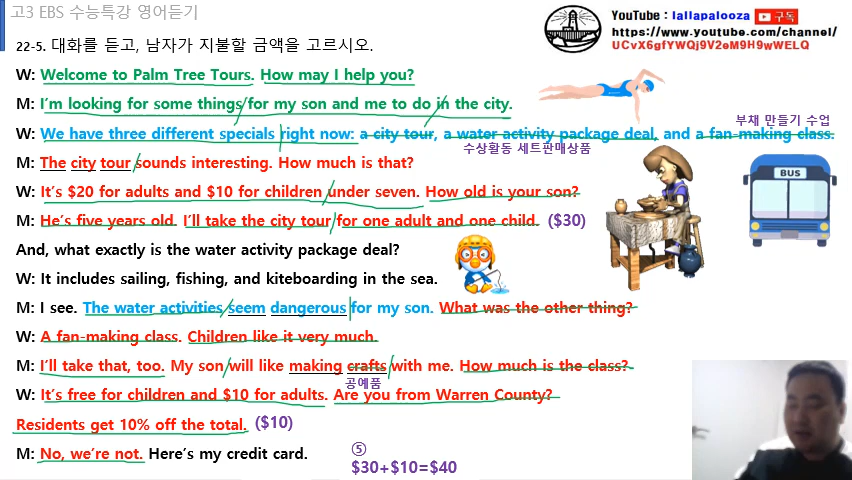 고3 EBS 수능특강 영어듣기
YouTube : lallapalooza 구독
https://www.youtube.com/channel/
UCvX6gfYWQj9V2eM9H9wWELQ
22-5. 대화를 듣고, 남자가 지불할 금액을 고르시오.
W: Welcome to Palm Tree Tours. How may I help you?
M: I'm looking for some things/for my son and me to do/in the city.
부채 만들기 수업
W: We have three different specials right now: a city tour, a water activity package deal, and a fan-making class.
수상활동 세트판매상품
M: The city tour/sounds interesting. How much is that?
BUS
W: It's $20 for adults and $10 for children/under seven. How old is your son?
M: He's five years old. I'll take the city tour/for one adult and one child. ($30)
And, what exactly is the water activity package deal?
W: It includes sailing, fishing, and kiteboarding in the sea.
M: I see. The water activities/seem dangerous for my son. What was the other thing?
W: A fan-making class. Children like it very much.
M: I'll take that, too. My son/will like making crafts/with me. How much is the class?
공예품
W: It's free for children and $10 for adults. Are you from Warren County?
Residents get 10% off the total. ($10)
M: No, we're not. Here's my credit card.
⑤
$30+$10=$40